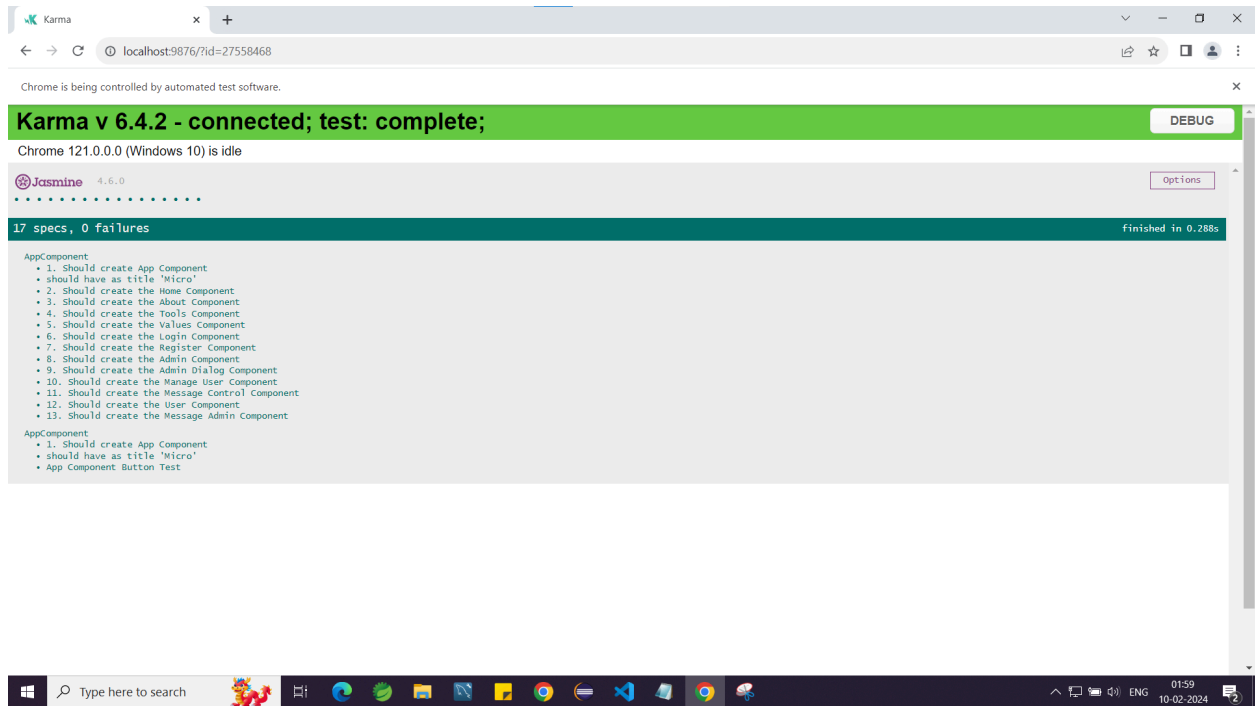 Karma
localhost:9876/?id=27558468
Chrome is being controlled by automated test software.
Karma v 6.4.2 - connected; test: complete;
DEBUG
Chrome 121.0.0.0 (Windows 10) is idle
Jasmine 4.6.0
Options
17 specs, 0 failures
finished in 0.288s
AppComponent
• 1. Should create App Component
• should have as title 'Micro'
• 2. Should create the Home Component
• 3. Should create the About Component
• 4. Should create the Tools Component
• 5. Should create the Values Component
• 6. Should create the Login Component
• 7. Should create the Register Component
• 8. Should create the Admin Component
• 9. Should create the Admin Dialog Component
• 10. Should create the Manage User Component
• 11. Should create the Message Control Component
• 12. Should create the User Component
• 13. Should create the Message Admin Component
AppComponent
• 1. Should create App Component
• should have as title 'Micro'
• App Component Button Test
Type here to search
ENG
01:59
10-02-2024
2